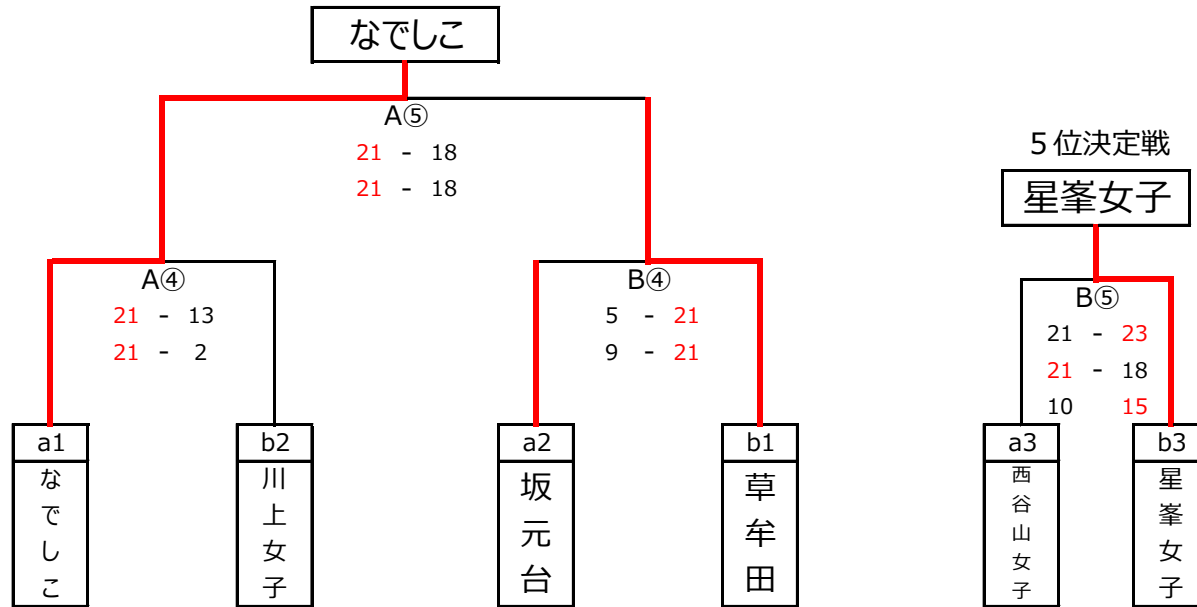 なでしこ
A⑤
21 - 18
21 - 18
A④
21 - 13
21 - 2
B④
5 - 21
9 - 21
a1
なでしこ
b2
川上女子
a2
坂元台
b1
草牟田
5位決定戦
星峯女子
B⑤
21 - 23
21 - 18
10 15
a3
西谷山女子
b3
星峯女子